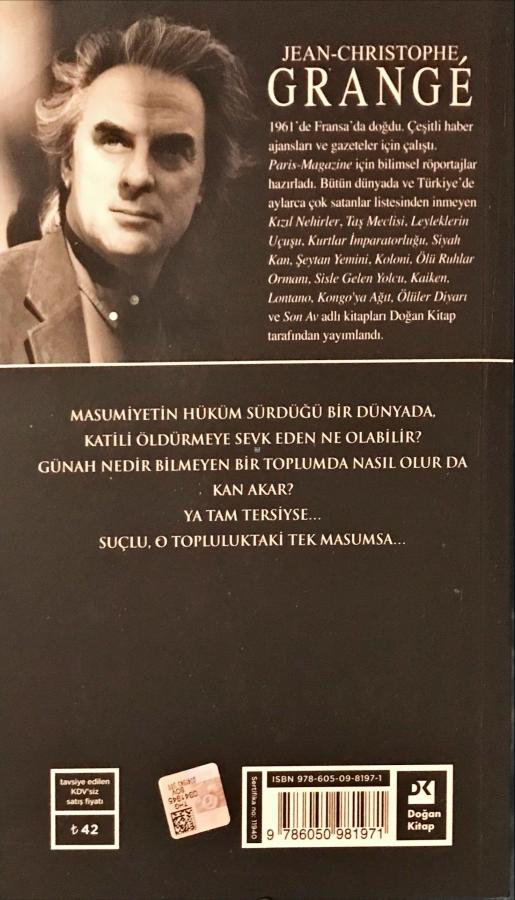 JEAN-CHRISTOPHE
GRANGÉ
1961'de Fransa'da doğdu. Çeşitli haber
ajansları ve gazeteler için çalıştı.
Paris-Magazine için bilimsel röportajlar
hazırladı. Bütün dünyada ve Türkiye'de
aylarca çok satanlar listesinden inmeyen
Kızıl Nehirler, Taş Meclisi, Leyleklerin
Uçuşu, Kurtlar İmparatorluğu, Siyah
Kan, Şeytan Yemini, Koloni, Ölü Ruhlar
Ormanı, Sisle Gelen Yolcu, Kaiken,
Lontano, Kongo'ya Ağıt, Ölüler Diyarı
ve Son Av adlı kitapları Doğan Kitap
tarafından yayımlandı.
MASUMİYETİN HÜKÜM SÜRDÜĞÜ BİR DÜNYADA,
KATİLİ ÖLDÜRMEYE SEVK EDEN NE OLABİLİR?
GÜNAH NEDİR BİLMEYEN BİR TOPLUMDA NASIL OLUR DA
KAN AKAR?
YA TAM TERSİYSE...
SUÇLU, O TOPLULUKTAKİ TEK MASUMSA...
tavsiye edilen
KDV'siz
satış fiyatı
₺ 42
Sertifika no: 11940
ISBN 978-605-09-8197-1
9 786050 981971
DK
Doğan
Kitap